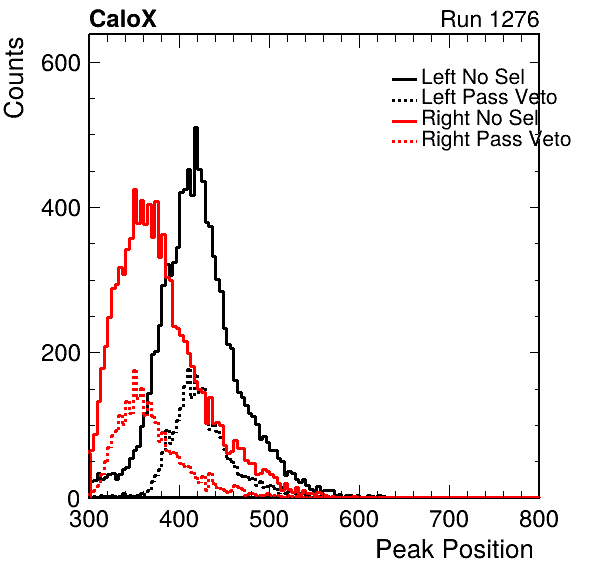 CaloX Run 1276
Counts
600
400
200
0
Left No Sel
Left Pass Veto
Right No Sel
Right Pass Veto
300 400 500 600 700 800
Peak Position